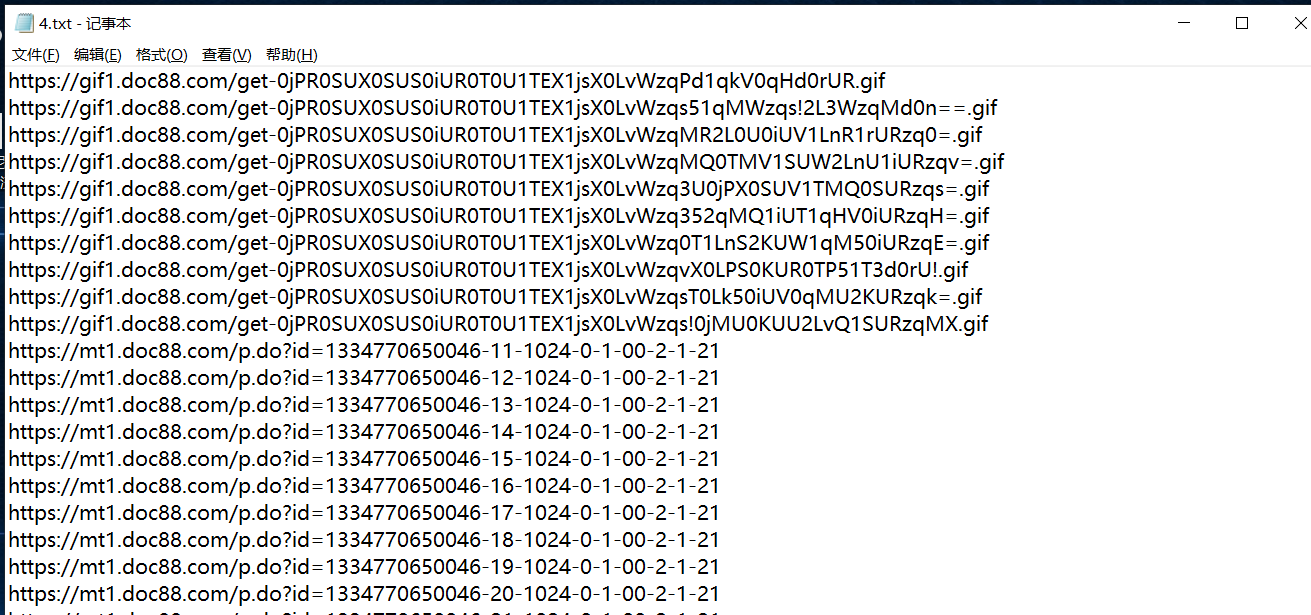 4.txt - 记事本
文件(F) 编辑(E) 格式(O) 查看(V) 帮助(H)
https://gif1.doc88.com/get-0jPR0SUX0SUS0iUR0T0U1TEX1jsX0LvWzqPd1qkV0qHd0rUR.gif
https://gif1.doc88.com/get-0jPR0SUX0SUS0iUR0T0U1TEX1jsX0LvWzqs51qMWzqs!2L3WzqMd0n==.gif
https://gif1.doc88.com/get-0jPR0SUX0SUS0iUR0T0U1TEX1jsX0LvWzqMR2L0U0iUV1LnR1rURzq0=.gif
https://gif1.doc88.com/get-0jPR0SUX0SUS0iUR0T0U1TEX1jsX0LvWzqMQ0TMV1SUW2LnU1iURzqv=.gif
https://gif1.doc88.com/get-0jPR0SUX0SUS0iUR0T0U1TEX1jsX0LvWzq3U0jPX0SUV1TMQ0SURzqs=.gif
https://gif1.doc88.com/get-0jPR0SUX0SUS0iUR0T0U1TEX1jsX0LvWzq352qMQ1iUT1qHV0iURzqH=.gif
https://gif1.doc88.com/get-0jPR0SUX0SUS0iUR0T0U1TEX1jsX0LvWzq0T1LnS2KUW1qM50iURzqE=.gif
https://gif1.doc88.com/get-0jPR0SUX0SUS0iUR0T0U1TEX1jsX0LvWzqvX0LPS0KUR0TP51T3d0rU!.gif
https://gif1.doc88.com/get-0jPR0SUX0SUS0iUR0T0U1TEX1jsX0LvWzqsT0Lk50iUV0qMU2KURzqk=.gif
https://gif1.doc88.com/get-0jPR0SUX0SUS0iUR0T0U1TEX1jsX0LvWzqs!0jMU0KUU2LvQ1SURzqMX.gif
https://mt1.doc88.com/p.do?id=1334770650046-11-1024-0-1-00-2-1-21
https://mt1.doc88.com/p.do?id=1334770650046-12-1024-0-1-00-2-1-21
https://mt1.doc88.com/p.do?id=1334770650046-13-1024-0-1-00-2-1-21
https://mt1.doc88.com/p.do?id=1334770650046-14-1024-0-1-00-2-1-21
https://mt1.doc88.com/p.do?id=1334770650046-15-1024-0-1-00-2-1-21
https://mt1.doc88.com/p.do?id=1334770650046-16-1024-0-1-00-2-1-21
https://mt1.doc88.com/p.do?id=1334770650046-17-1024-0-1-00-2-1-21
https://mt1.doc88.com/p.do?id=1334770650046-18-1024-0-1-00-2-1-21
https://mt1.doc88.com/p.do?id=1334770650046-19-1024-0-1-00-2-1-21
https://mt1.doc88.com/p.do?id=1334770650046-20-1024-0-1-00-2-1-21